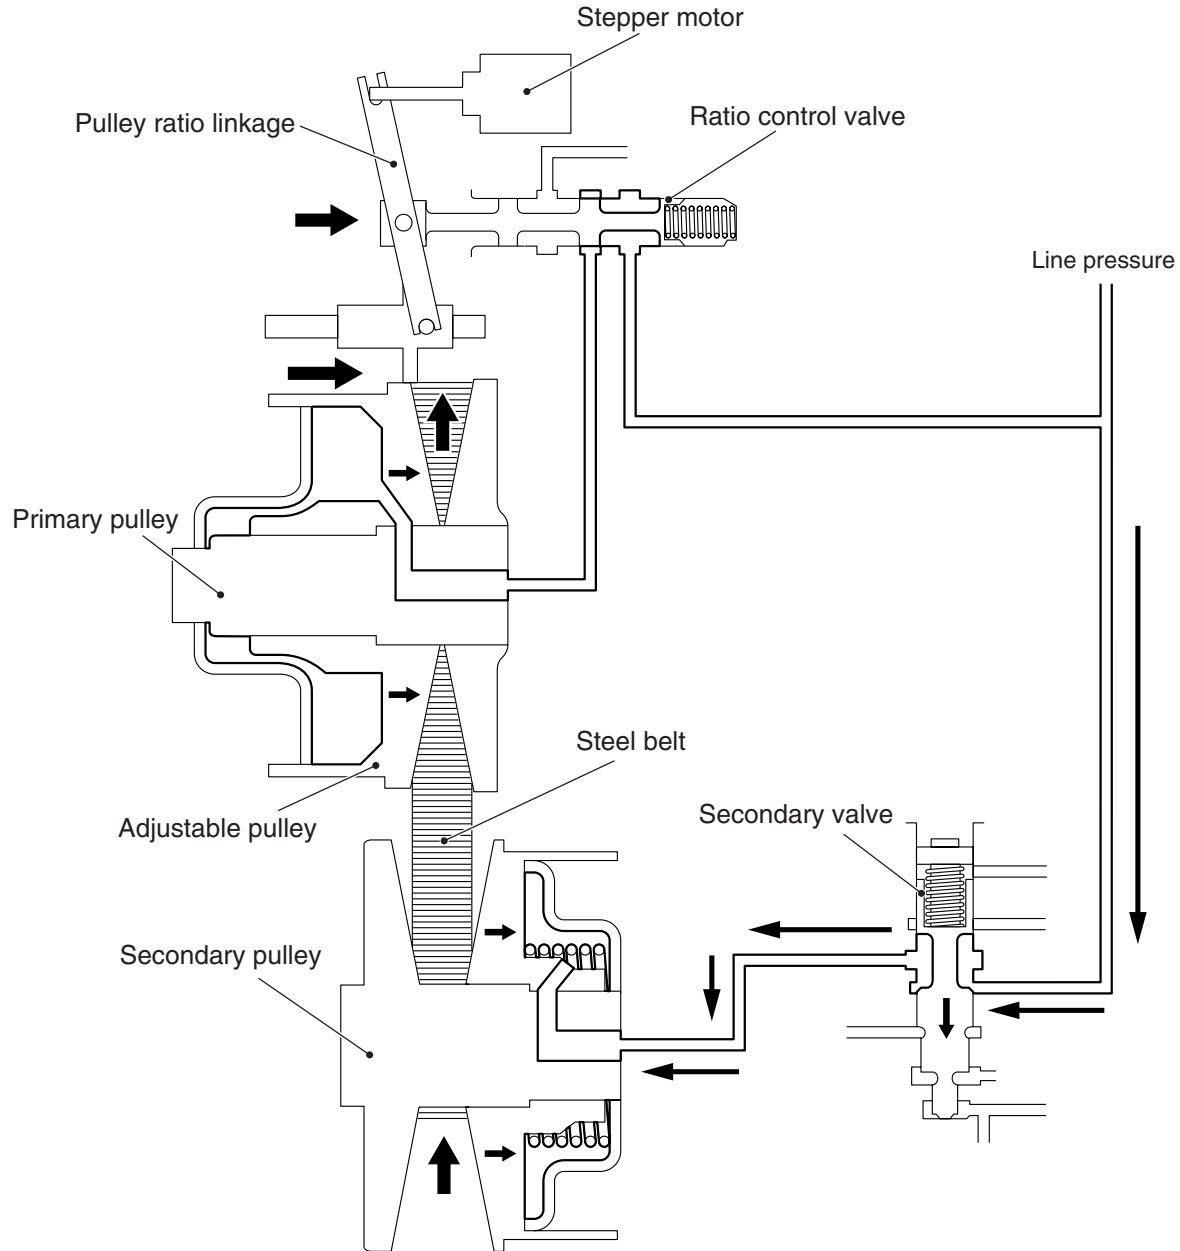 Stepper motor
Pulley ratio linkage
Ratio control valve
Line pressure
Primary pulley
Steel belt
Adjustable pulley
Secondary valve
Secondary pulley